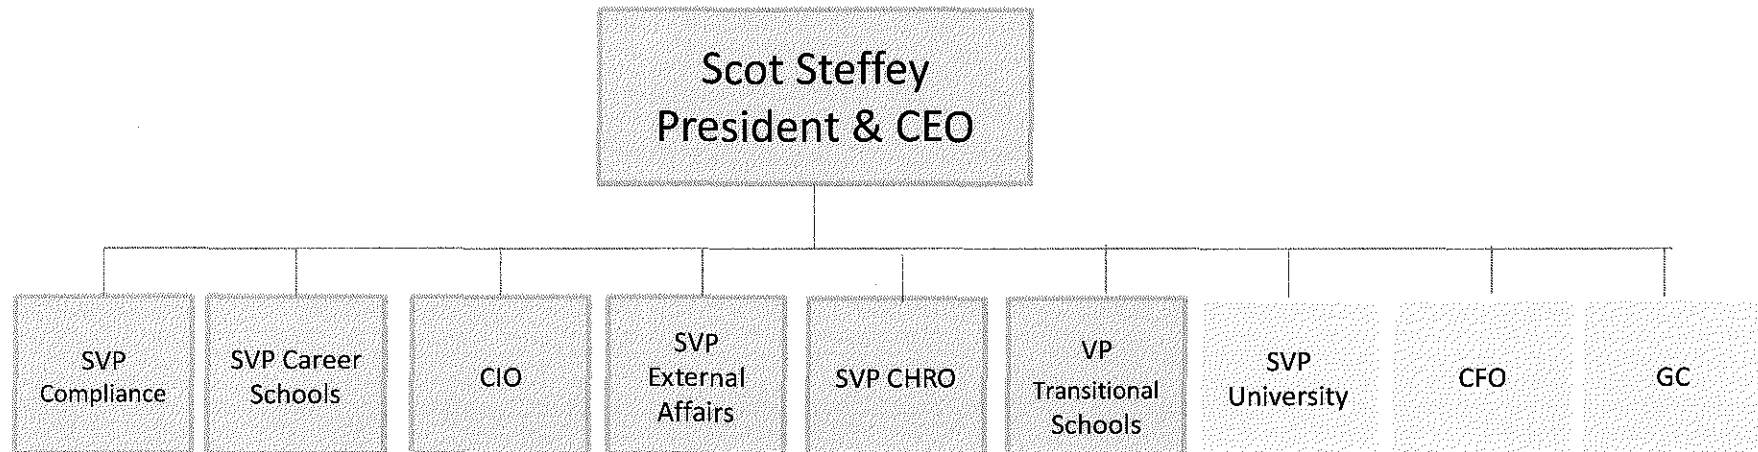 Scot Steffey
President & CEO
SVP
Compliance
SVP Career
Schools
CIO
SVP
External
Affairs
SVP CHRO
VP
Transitional
Schools
SVP
University
CFO
GC